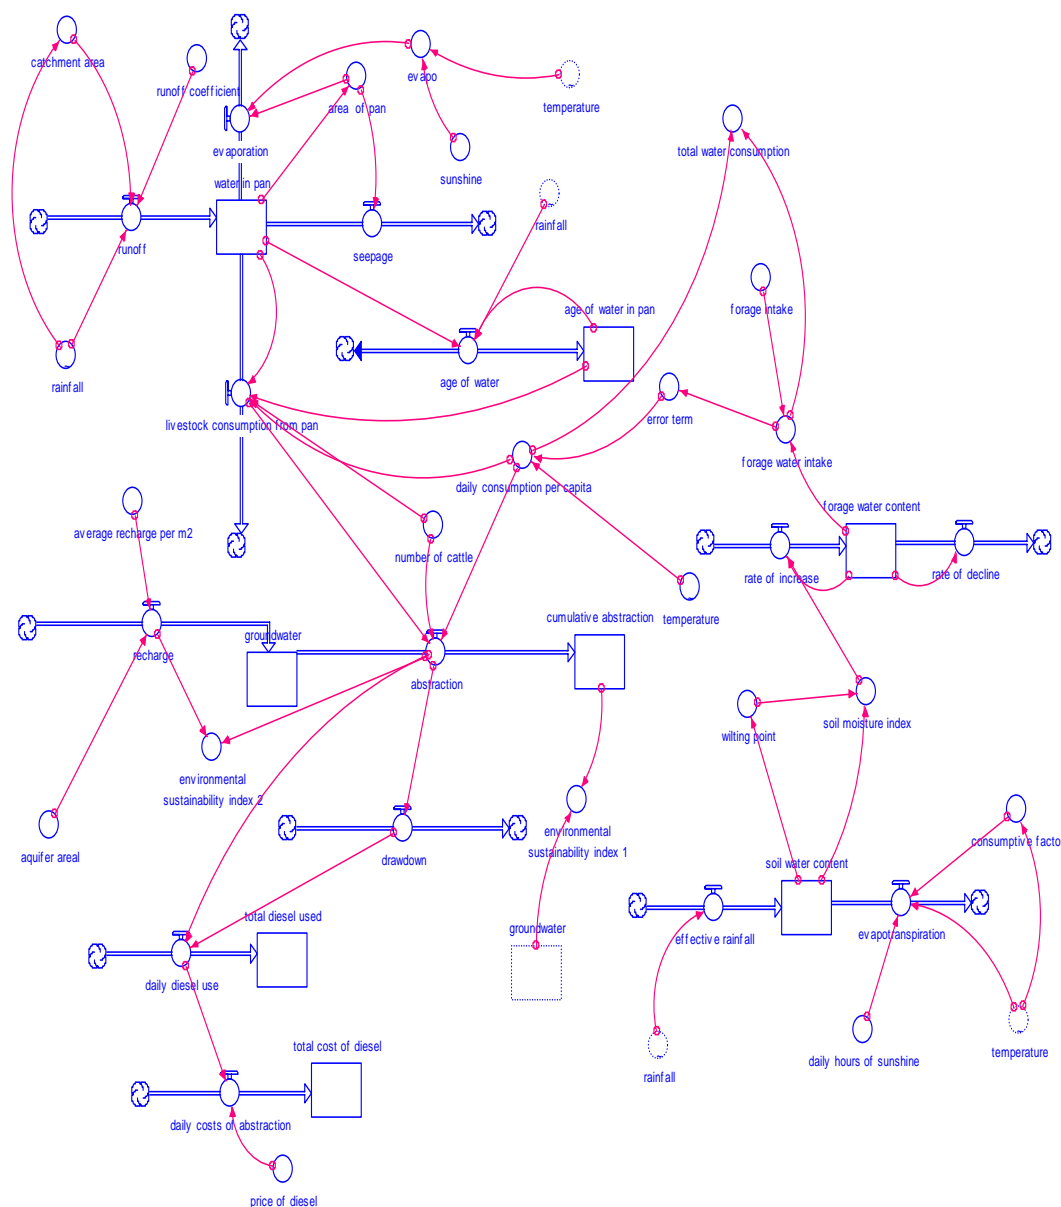 catchment area
runoff coefficient
evapo
area of pan
temperature
evaporation
total water consumption
sunshine
water in pan
rainfall
runoff
seepage
forage intake
age of water in pan
rainfall
age of water
error term
livestock consumption from pan
forage water intake
daily consumption per capita
forage water content
average recharge per m2
number of cattle
rate of increase
rate of decline
cumulative abstraction
temperature
groundwater
recharge
abstraction
soil moisture index
wilting point
environmental
sustainability index 2
environmental
sustainability index 1
consumptive facto
aquifer areal
drawdown
soil water content
total diesel used
groundwater
effective rainfall
evapotranspiration
daily diesel use
total cost of diesel
temperature
daily hours of sunshine
rainfall
daily costs of abstraction
price of diesel